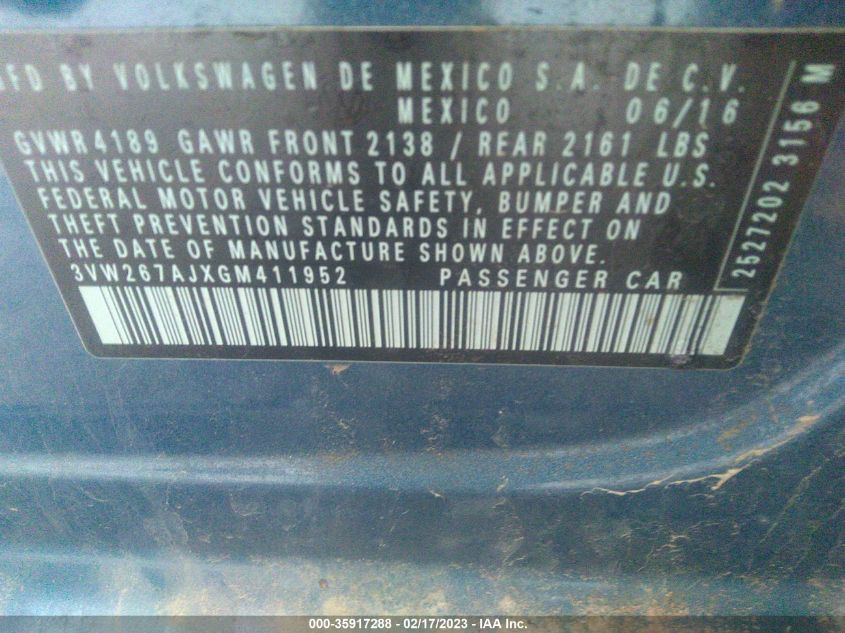 MFD BY VOLKSWAGEN DE MEXICO S.A. DE C.V.
MEXICO 06/16
GVWR 4189 GAWR FRONT 2138 / REAR 2161 LBS
THIS VEHICLE CONFORMS TO ALL APPLICABLE U.S.
FEDERAL MOTOR VEHICLE SAFETY, BUMPER AND
THEFT PREVENTION STANDARDS IN EFFECT ON
THE DATE OF MANUFACTURE SHOWN ABOVE.
3VW267AJXGM411952 PASSENGER CAR
2527202 3156 M
000-35917288 - 02/17/2023 - IAA Inc.